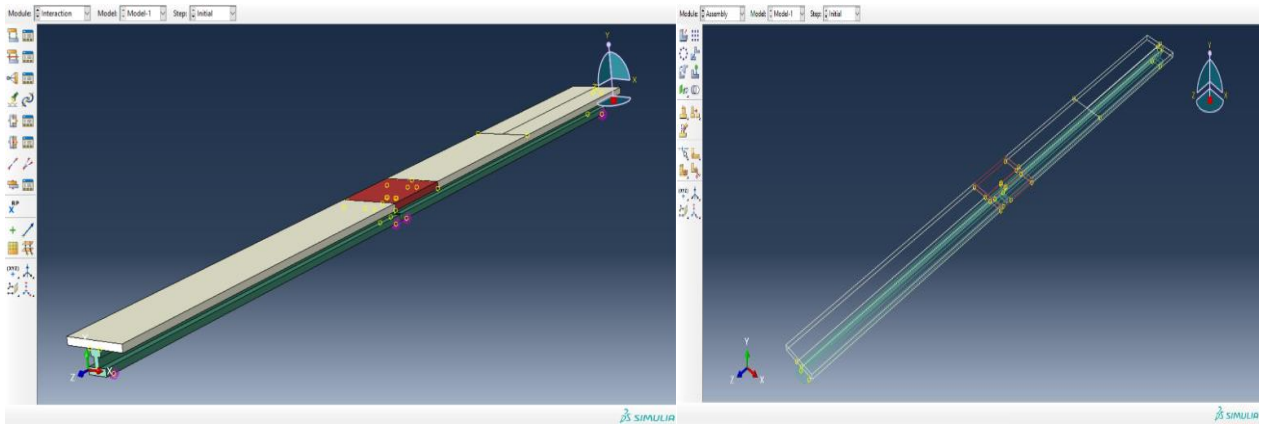 Module: Interaction Model: Model-1 Step: Initial
Y
X
Z X
SIMULIA
Module: Assembly Model: Model-1 Step: Initial
Y
Z X
Y
Z X
SIMULIA